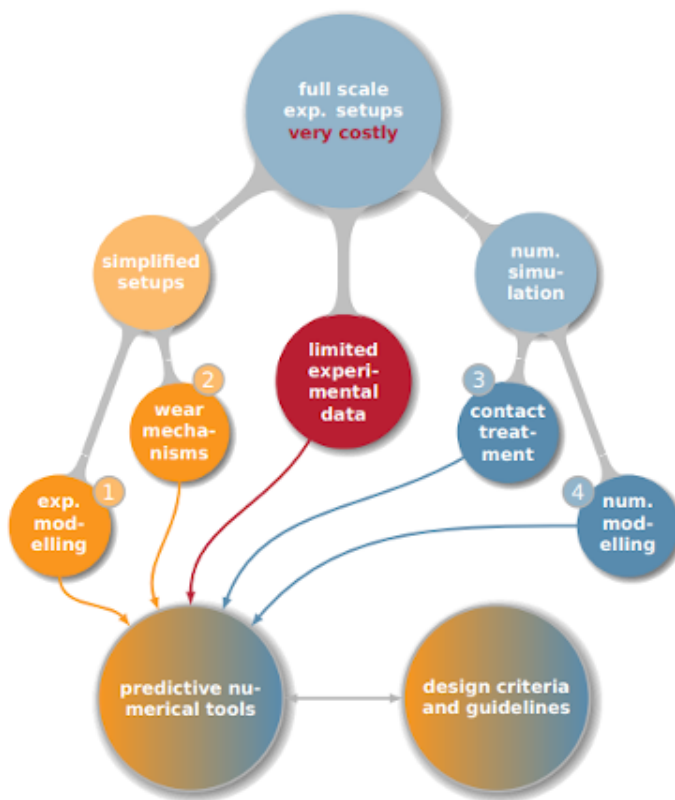 full scale
exp. setups
very costly
simplified
setups
num.
simu-
lation
limited
experi-
mental
data
2
wear
mecha-
nisms
3
contact
treat-
ment
1
exp.
mod-
elling
4
num.
mod-
elling
predictive nu-
merical tools
design criteria
and guidelines